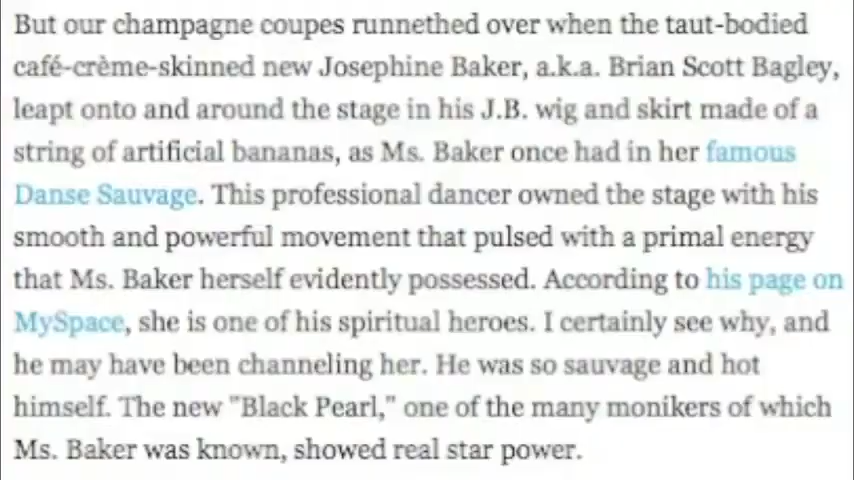 But our champagne coupes runnethed over when the taut-bodied
café-crème-skinned new Josephine Baker, a.k.a. Brian Scott Bagley,
leapt onto and around the stage in his J.B. wig and skirt made of a
string of artificial bananas, as Ms. Baker once had in her famous
Danse Sauvage. This professional dancer owned the stage with his
smooth and powerful movement that pulsed with a primal energy
that Ms. Baker herself evidently possessed. According to his page on
MySpace, she is one of his spiritual heroes. I certainly see why, and
he may have been channeling her. He was so sauvage and hot
himself. The new "Black Pearl," one of the many monikers of which
Ms. Baker was known, showed real star power.